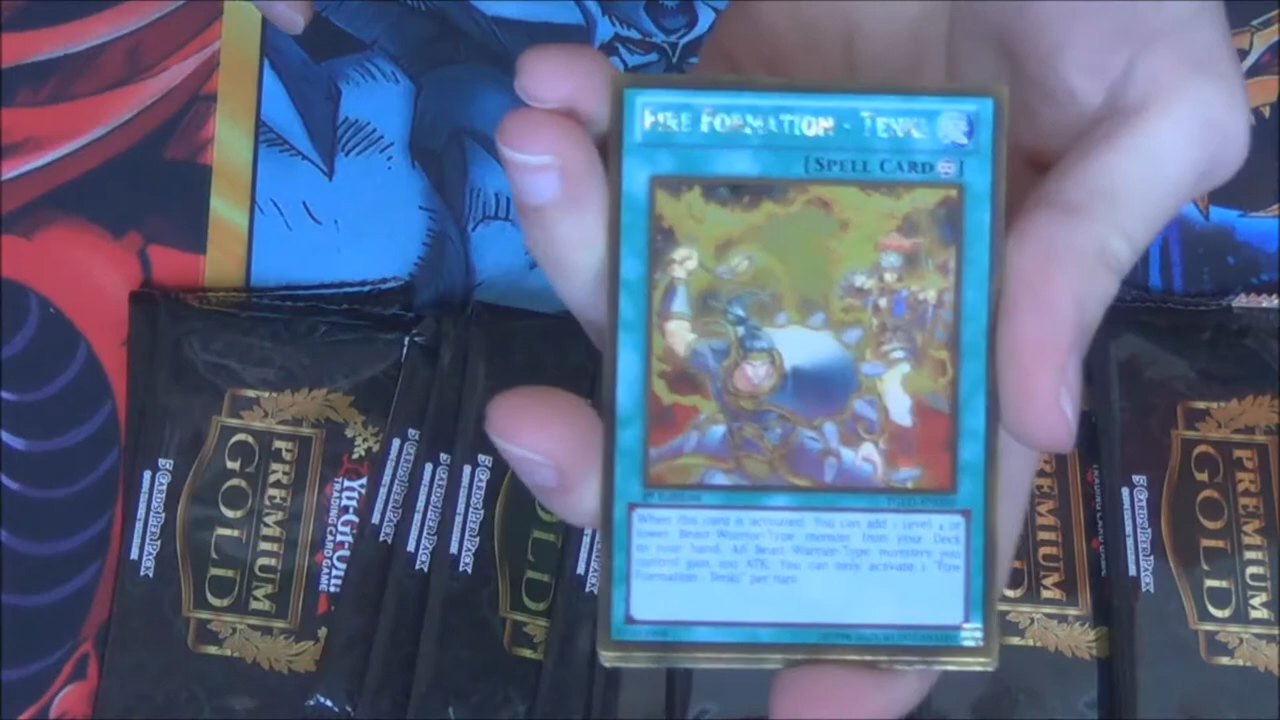 FIRE FORMATION - TENKI
[SPELL CARD]
1st Edition
When this card is activated: You can add 1 Level 4 or
lower Beast-Warrior-Type monster from your Deck
to your hand. All Beast-Warrior-Type monsters you
control gain 100 ATK. You can only activate 1 "Fire
Formation - Tenki" per turn.
Yu-Gi-Oh!
TRADING CARD GAME
PREMIUM
GOLD
5 CARDS PER PACK
5 CARDS PER PACK
5 CARDS PER PACK
5 CARDS PER PACK
PREMIUM
GOLD
PREMIUM
GOLD
5 CARDS PER PACK